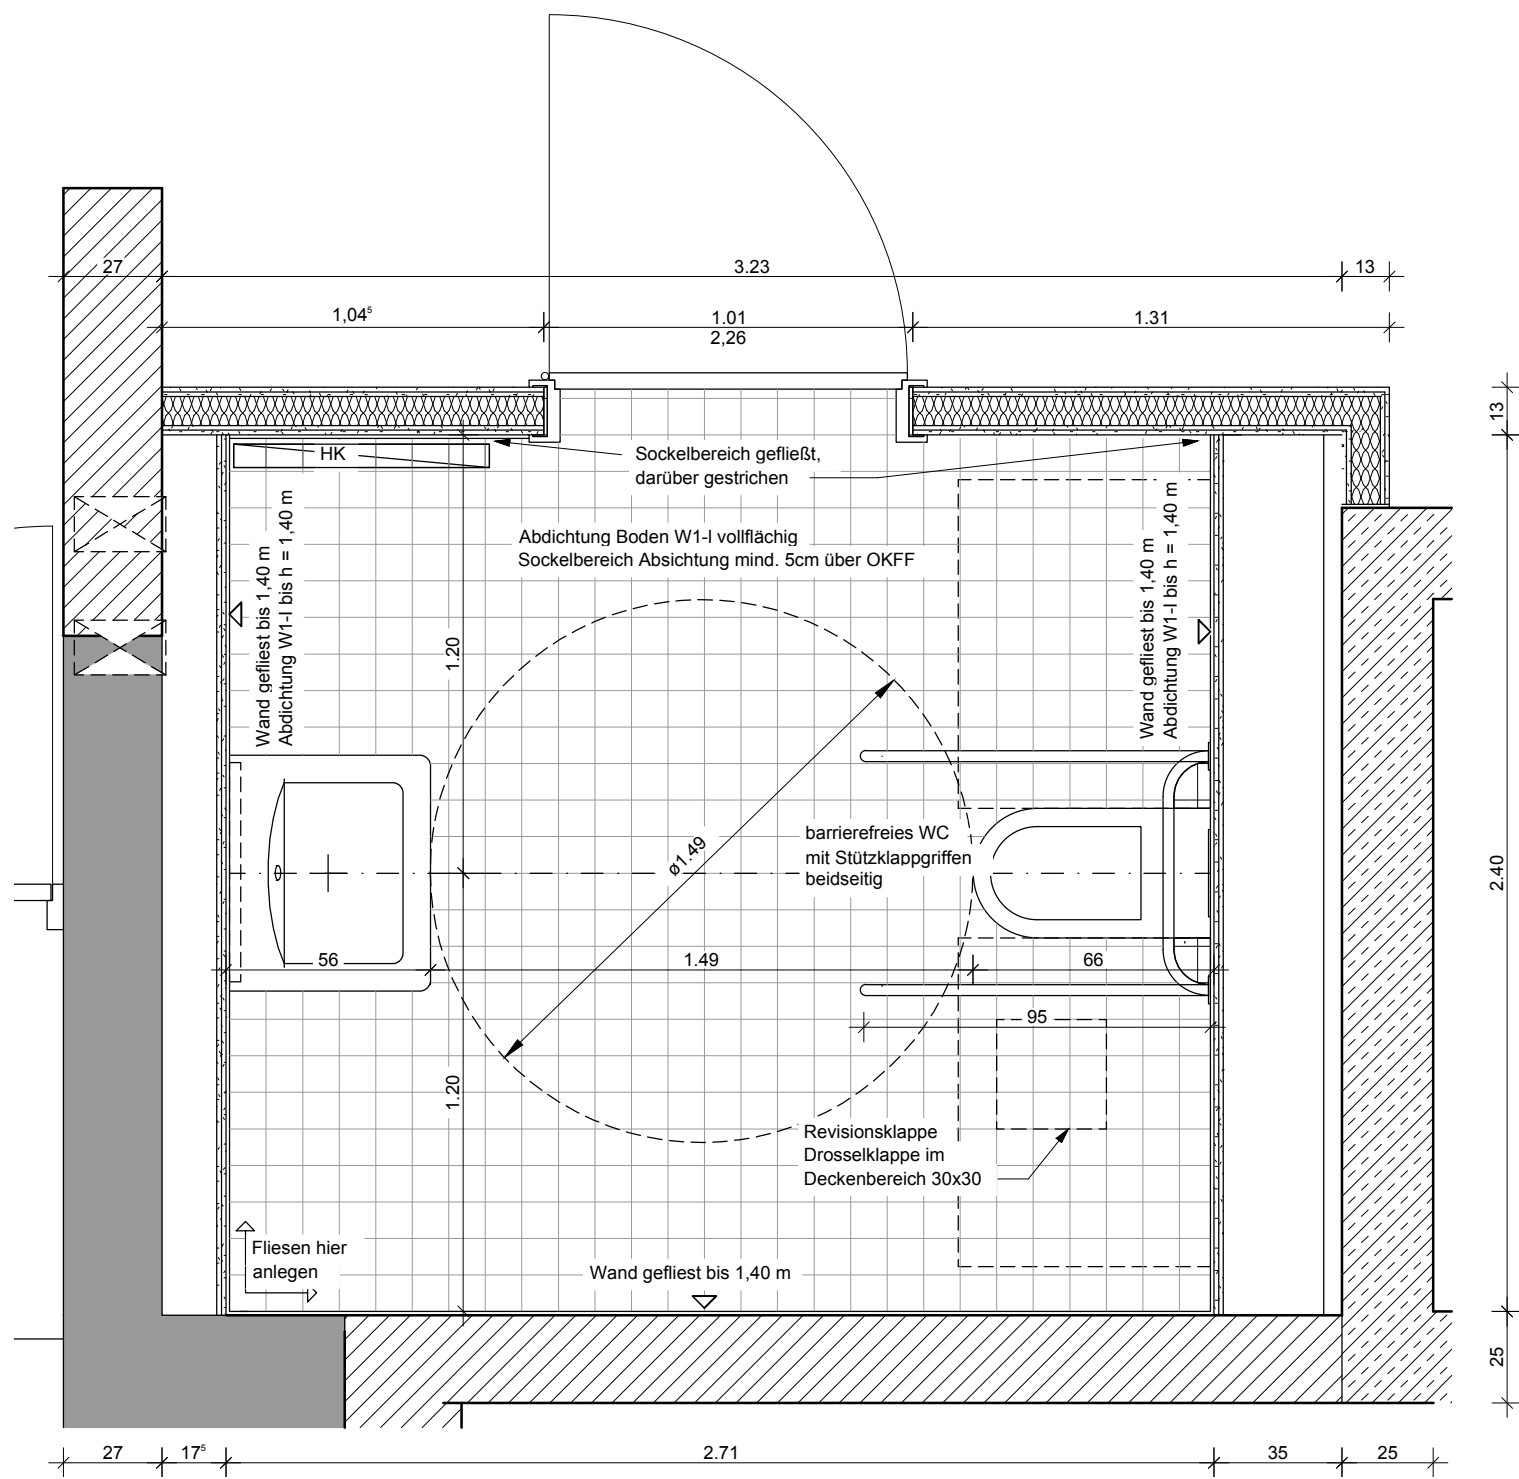 27
3.23
13
1,04⁵
1.01
2,26
1.31
13
HK
Sockelbereich gefließt,
darüber gestrichen
Wand gefliest bis 1,40 m
Abdichtung W1-I bis h = 1,40 m
Abdichtung Boden W1-I vollflächig
Sockelbereich Absichtung mind. 5cm über OKFF
Wand gefliest bis 1,40 m
Abdichtung W1-I bis h = 1,40 m
1.20
ø1.49
barrierefreies WC
mit Stützklappgriffen
beidseitig
2.40
56
1.49
66
95
1.20
Revisionsklappe
Drosselklappe im
Deckenbereich 30x30
Fliesen hier
anlegen
Wand gefliest bis 1,40 m
25
27
17⁵
2.71
35
25